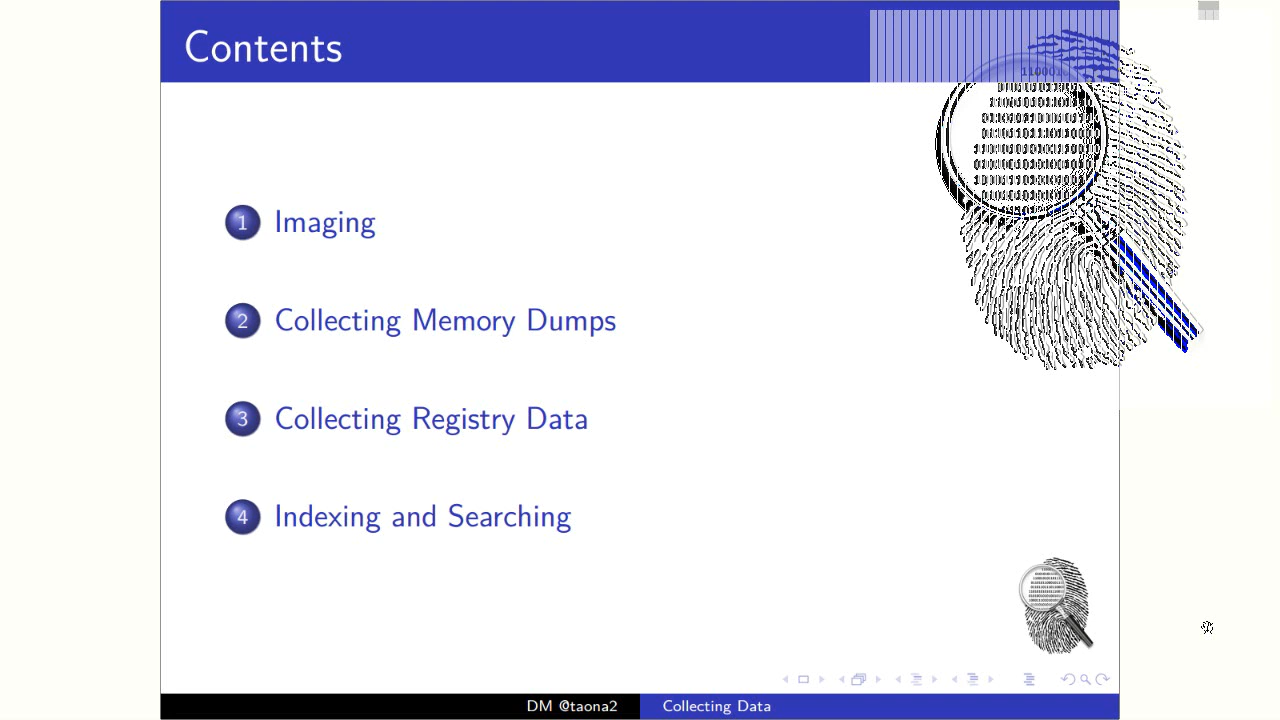 Contents
1 Imaging
2 Collecting Memory Dumps
3 Collecting Registry Data
4 Indexing and Searching
DM @taona2
Collecting Data